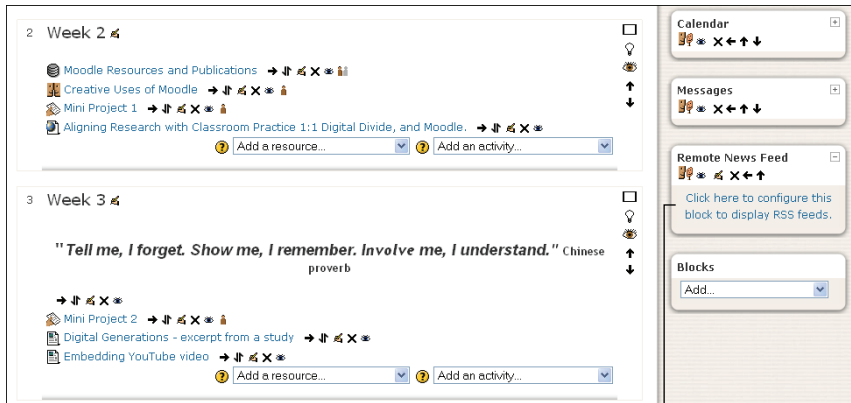 2 Week 2
Moodle Resources and Publications
Creative Uses of Moodle
Mini Project 1
Aligning Research with Classroom Practice 1:1 Digital Divide, and Moodle.
Add a resource... Add an activity...
3 Week 3
"Tell me, I forget. Show me, I remember. Involve me, I understand." Chinese
proverb
Mini Project 2
Digital Generations - excerpt from a study
Embedding YouTube video
Add a resource... Add an activity...
Calendar
Messages
Remote News Feed
Click here to configure this
block to display RSS feeds.
Blocks
Add...